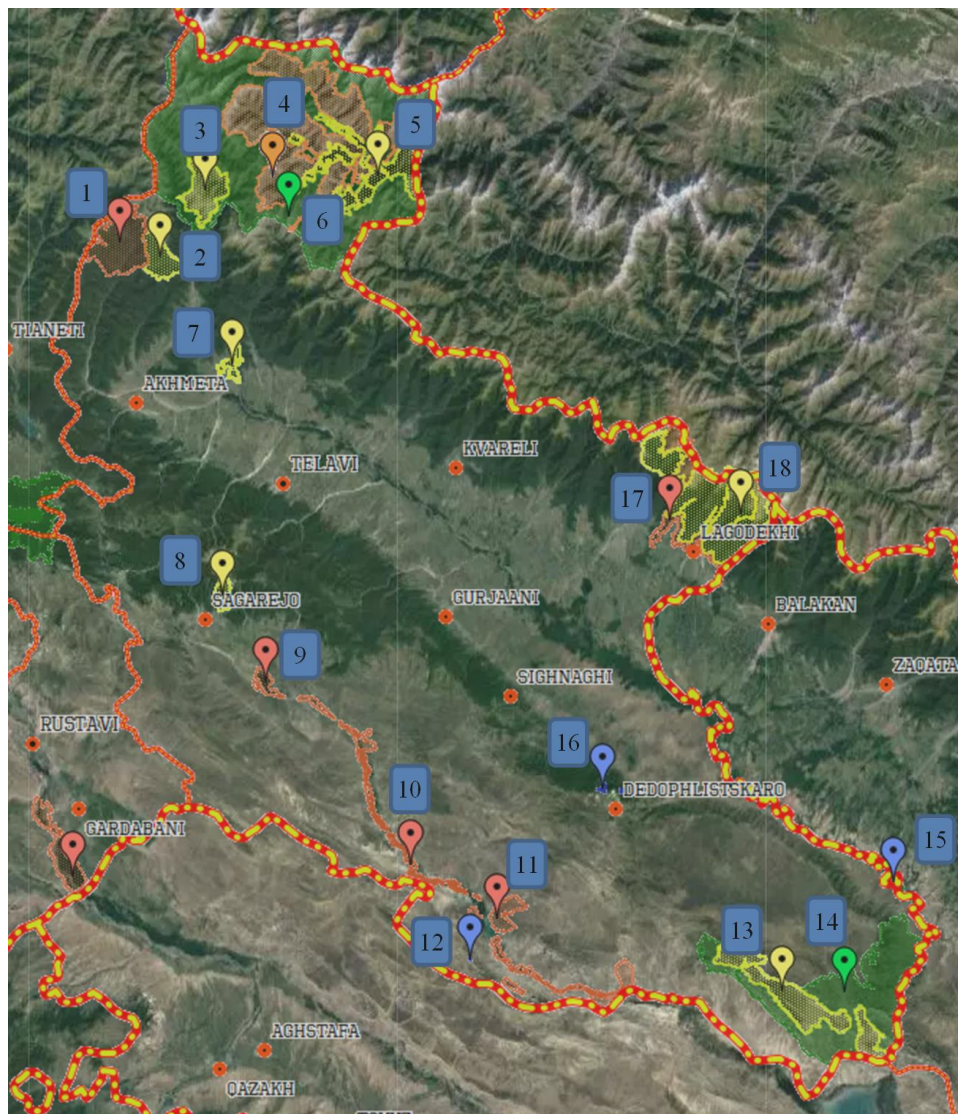 4
5
3
1
6
2
7
TIANETI
AKHMETA
KVARELI
TELAVI
18
17
LAGODEKHI
8
SAGAREJO
GURJAANI
BALAKAN
9
ZAQATA
SIGHNAGHI
RUSTAVI
16
DEDOPHLISTSKARO
10
GARDABANI
15
11
12
13
14
AGHSTAFA
QAZAKH